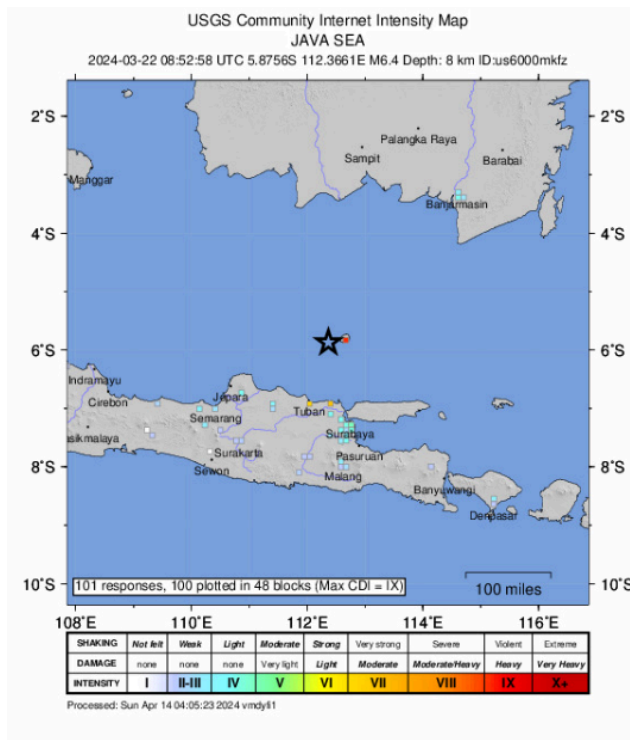 USGS Community Internet Intensity Map
JAVA SEA
2024-03-22 08:52:58 UTC 5.8756S 112.3661E M6.4 Depth: 8 km ID:us6000mkfz
2°S 2°S
Palangka Raya
Sampit Barabai
Manggar
Banjarmasin
4°S 4°S
6°S 6°S
Indramayu
Cirebon Jepara
Semarang Tuban
asikmalaya Surabaya
Surakarta Pasuruan
8°S Sewon Malang 8°S
Banyuwangi
Denpasar
10°S 10°S
101 responses, 100 plotted in 48 blocks (Max CDI = IX)
100 miles
108°E 110°E 112°E 114°E 116°E
SHAKING Not felt Weak Light Moderate Strong Very strong Severe Violent Extreme
DAMAGE none none none Very light Light Moderate Moderate/Heavy Heavy Very Heavy
INTENSITY I II-III IV V VI VII VIII IX X+
Processed: Sun Apr 14 04:05:23 2024 vmdyfi1